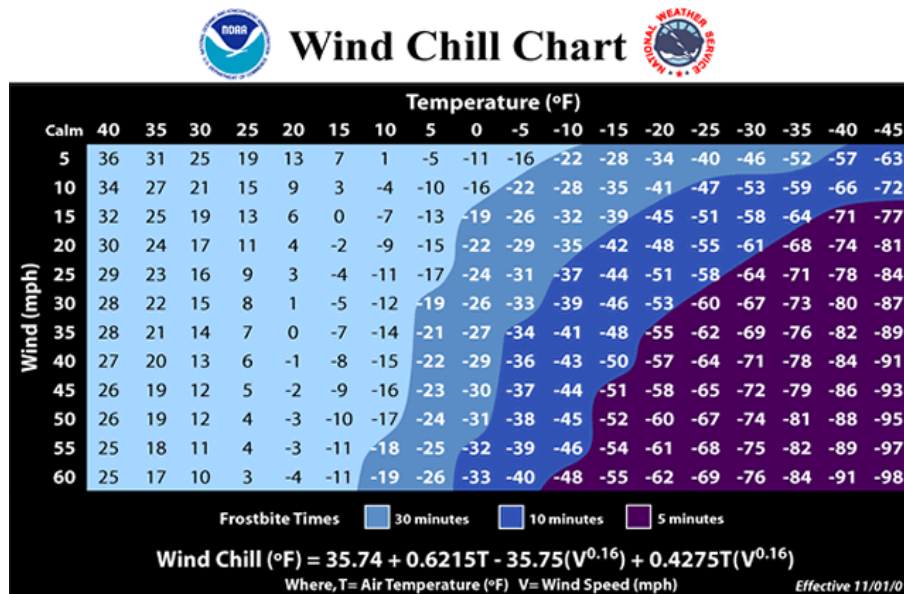 NOAA
Wind Chill Chart
NATIONAL WEATHER SERVICE
Temperature (ºF)
Calm 40 35 30 25 20 15 10 5 0 -5 -10 -15 -20 -25 -30 -35 -40 -45
5 36 31 25 19 13 7 1 -5 -11 -16 -22 -28 -34 -40 -46 -52 -57 -63
10 34 27 21 15 9 3 -4 -10 -16 -22 -28 -35 -41 -47 -53 -59 -66 -72
15 32 25 19 13 6 0 -7 -13 -19 -26 -32 -39 -45 -51 -58 -64 -71 -77
20 30 24 17 11 4 -2 -9 -15 -22 -29 -35 -42 -48 -55 -61 -68 -74 -81
25 29 23 16 9 3 -4 -11 -17 -24 -31 -37 -44 -51 -58 -64 -71 -78 -84
30 28 22 15 8 1 -5 -12 -19 -26 -33 -39 -46 -53 -60 -67 -73 -80 -87
35 28 21 14 7 0 -7 -14 -21 -27 -34 -41 -48 -55 -62 -69 -76 -82 -89
40 27 20 13 6 -1 -8 -15 -22 -29 -36 -43 -50 -57 -64 -71 -78 -84 -91
45 26 19 12 5 -2 -9 -16 -23 -30 -37 -44 -51 -58 -65 -72 -79 -86 -93
50 26 19 12 4 -3 -10 -17 -24 -31 -38 -45 -52 -60 -67 -74 -81 -88 -95
55 25 18 11 4 -3 -11 -18 -25 -32 -39 -46 -54 -61 -68 -75 -82 -89 -97
60 25 17 10 3 -4 -11 -19 -26 -33 -40 -48 -55 -62 -69 -76 -84 -91 -98
Wind (mph)
Frostbite Times 30 minutes 10 minutes 5 minutes
Wind Chill (ºF) = 35.74 + 0.6215T - 35.75(V^0.16) + 0.4275T(V^0.16)
Where, T= Air Temperature (ºF) V= Wind Speed (mph)
Effective 11/01/0